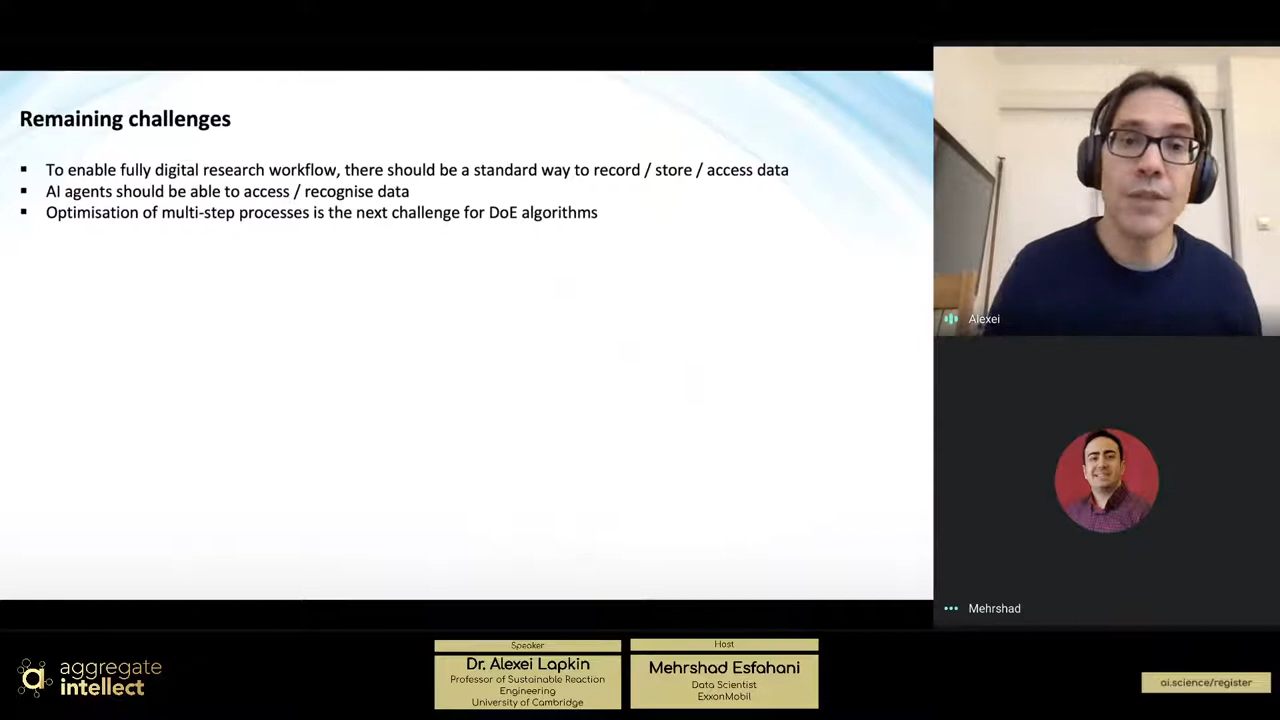 Remaining challenges
▪ To enable fully digital research workflow, there should be a standard way to record / store / access data
▪ AI agents should be able to access / recognise data
▪ Optimisation of multi-step processes is the next challenge for DoE algorithms
Alexei
Mehrshad
aggregate
intellect
Speaker
Dr. Alexei Lapkin
Professor of Sustainable Reaction
Engineering
University of Cambridge
Host
Mehrshad Esfahani
Data Scientist
ExxonMobil
ai.science/register